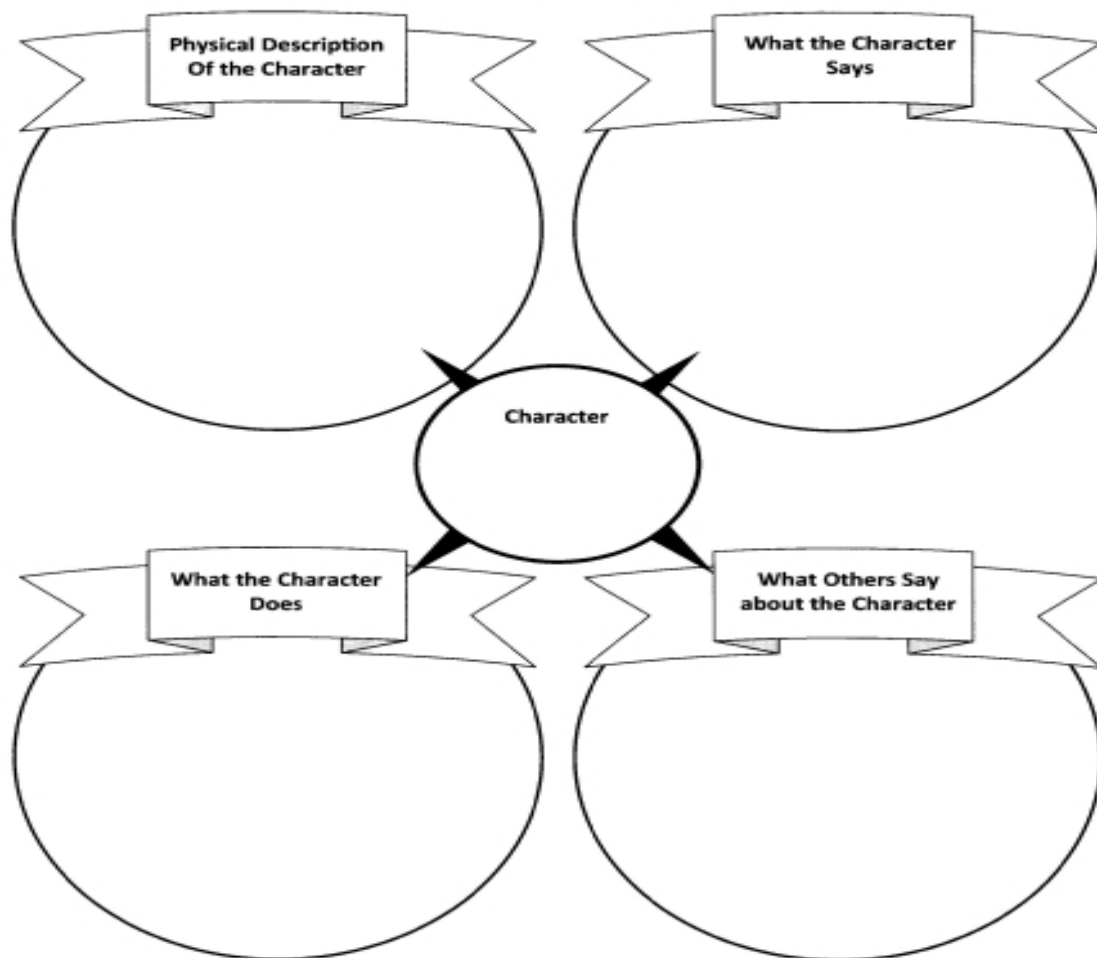 Physical Description
Of the Character
What the Character
Says
Character
What the Character
Does
What Others Say
about the Character